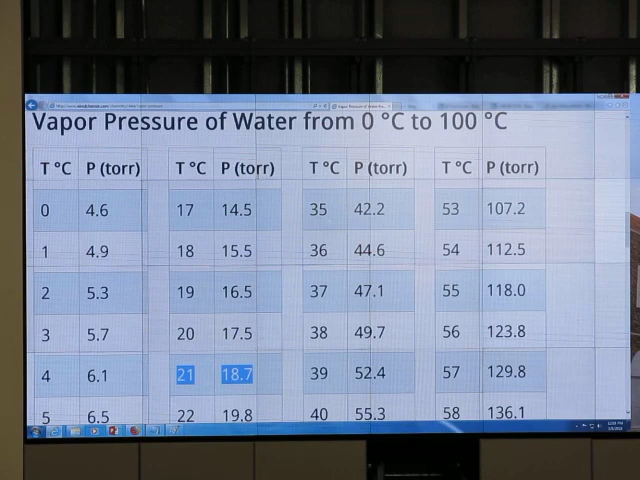 Vapor Pressure of Water from 0 °C to 100 °C
T °C P (torr) T °C P (torr) T °C P (torr) T °C P (torr)
0 4.6 17 14.5 35 42.2 53 107.2
1 4.9 18 15.5 36 44.6 54 112.5
2 5.3 19 16.5 37 47.1 55 118.0
3 5.7 20 17.5 38 49.7 56 123.8
4 6.1 21 18.7 39 52.4 57 129.8
5 6.5 22 19.8 40 55.3 58 136.1